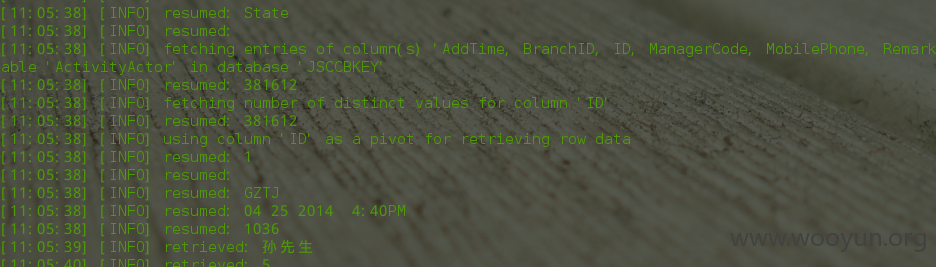 [11:05:38] [INFO] resumed: State
[11:05:38] [INFO] resumed:
[11:05:38] [INFO] fetching entries of column(s) 'AddTime, BranchID, ID, ManagerCode, MobilePhone, Remark
able 'ActivityActor' in database 'JSCCBKEY'
[11:05:38] [INFO] resumed: 381612
[11:05:38] [INFO] fetching number of distinct values for column 'ID'
[11:05:38] [INFO] resumed: 381612
[11:05:38] [INFO] using column 'ID' as a pivot for retrieving row data
[11:05:38] [INFO] resumed: 1
[11:05:38] [INFO] resumed:
[11:05:38] [INFO] resumed: GZTJ
[11:05:38] [INFO] resumed: 04 25 2014  4:40PM
[11:05:38] [INFO] resumed: 1036
[11:05:39] [INFO] retrieved: 孙先生
[11:05:40] [INFO] retrieved: 5
www.wooyun.org